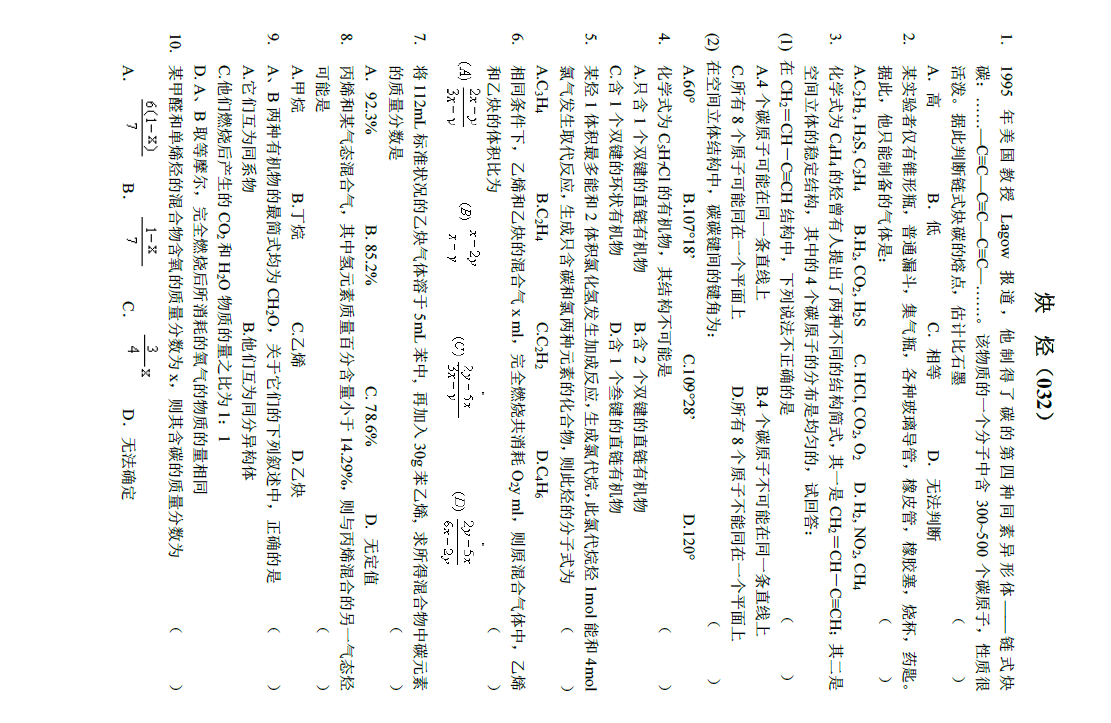 炔 烃（032）
1. 1995 年美国教授 Lagow 报道，他制得了碳的第四种同素异形体——链式炔
碳：……—C≡C—C≡C—C≡C—……。该物质的一个分子中含 300~500 个碳原子，性质很
活泼。据此判断链式炔碳的熔点，估计比石墨 （ ）
A. 高 B. 低 C. 相等 D. 无法判断
2. 某实验者仅有锥形瓶，普通漏斗，集气瓶，各种玻璃导管，橡皮管，橡胶塞，烧杯，药匙。
据此，他只能制备的气体是: （ ）
A.C₂H₂ , H₂S, C₂H₄ B.H₂, CO₂, H₂S C. HCl, CO₂, O₂ D. H₂, NO₂, CH₄
3. 化学式为C₄H₄的烃曾有人提出了两种不同的结构简式，其一是CH₂=CH－C≡CH; 其二是
空间立体的稳定结构，其中的 4 个碳原子的分布是均匀的，试回答：
(1) 在 CH₂=CH－C≡CH 结构中，下列说法不正确的是 （ ）
A.4 个碳原子可能在同一条直线上 B.4 个碳原子不可能在同一条直线上
C.所有 8 个原子可能同在一个平面上 D.所有 8 个原子不能同在一个平面上
(2) 在空间立体结构中，碳碳键间的键角为： （ ）
A.60° B.107°18’ C.109°28’ D.120°
4. 化学式为 C₅H₇Cl 的有机物，其结构不可能是 （ ）
A.只含 1 个双键的直链有机物 B.含 2 个双键的直链有机物
C.含 1 个双键的环状有机物 D.含 1 个叁键的直链有机物
5. 某烃 1 体积最多能和 2 体积氯化氢发生加成反应，生成氯代烷，此氯代烷烃 1mol 能和 4mol
氯气发生取代反应，生成只含碳和氯两种元素的化合物，则此烃的分子式为 （ ）
A.C₃H₄ B.C₂H₄ C.C₂H₂ D.C₄H₆
6. 相同条件下，乙烯和乙炔的混合气 x ml，完全燃烧共消耗 O₂y ml，则原混合气体中，乙烯
和乙炔的体积比为 （ ）
(A) 2x－y/3x－y (B) x－2y/x－y (C) 2y－5x/3x－y (D) 2y－5x/6x－2y
7. 将 112mL 标准状况的乙炔气体溶于 5mL 苯中，再加入 30g 苯乙烯，求所得混合物中碳元素
的质量分数是 （ ）
A. 92.3% B. 85.2% C. 78.6% D. 无定值
8. 丙烯和某气态混合气，其中氢元素质量百分含量小于 14.29%，则与丙烯混合的另一气态烃
可能是 （ ）
A.甲烷 B.丁烷 C.乙烯 D.乙炔
9. A、B 两种有机物的最简式均为 CH₂O，关于它们的下列叙述中，正确的是 （ ）
A.它们互为同系物 B.他们互为同分异构体
C.他们燃烧后产生的 CO₂ 和 H₂O 物质的量之比为 1：1
D. A、B 取等摩尔，完全燃烧后所消耗的氧气的物质的量相同
10. 某甲醛和单烯烃的混合物含氧的质量分数为 x，则其含碳的质量分数为 （ ）
A. 6(1－x)/7 B. 1－x/7 C. 3/4－x D. 无法确定